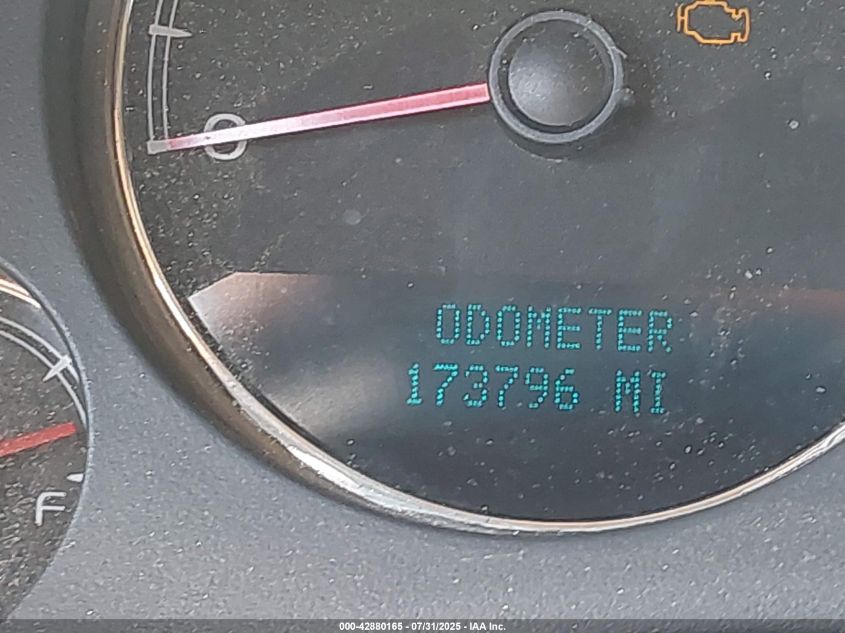 0
ODOMETER
173796 MI
F
000-42880165 - 07/31/2025 - IAA Inc.